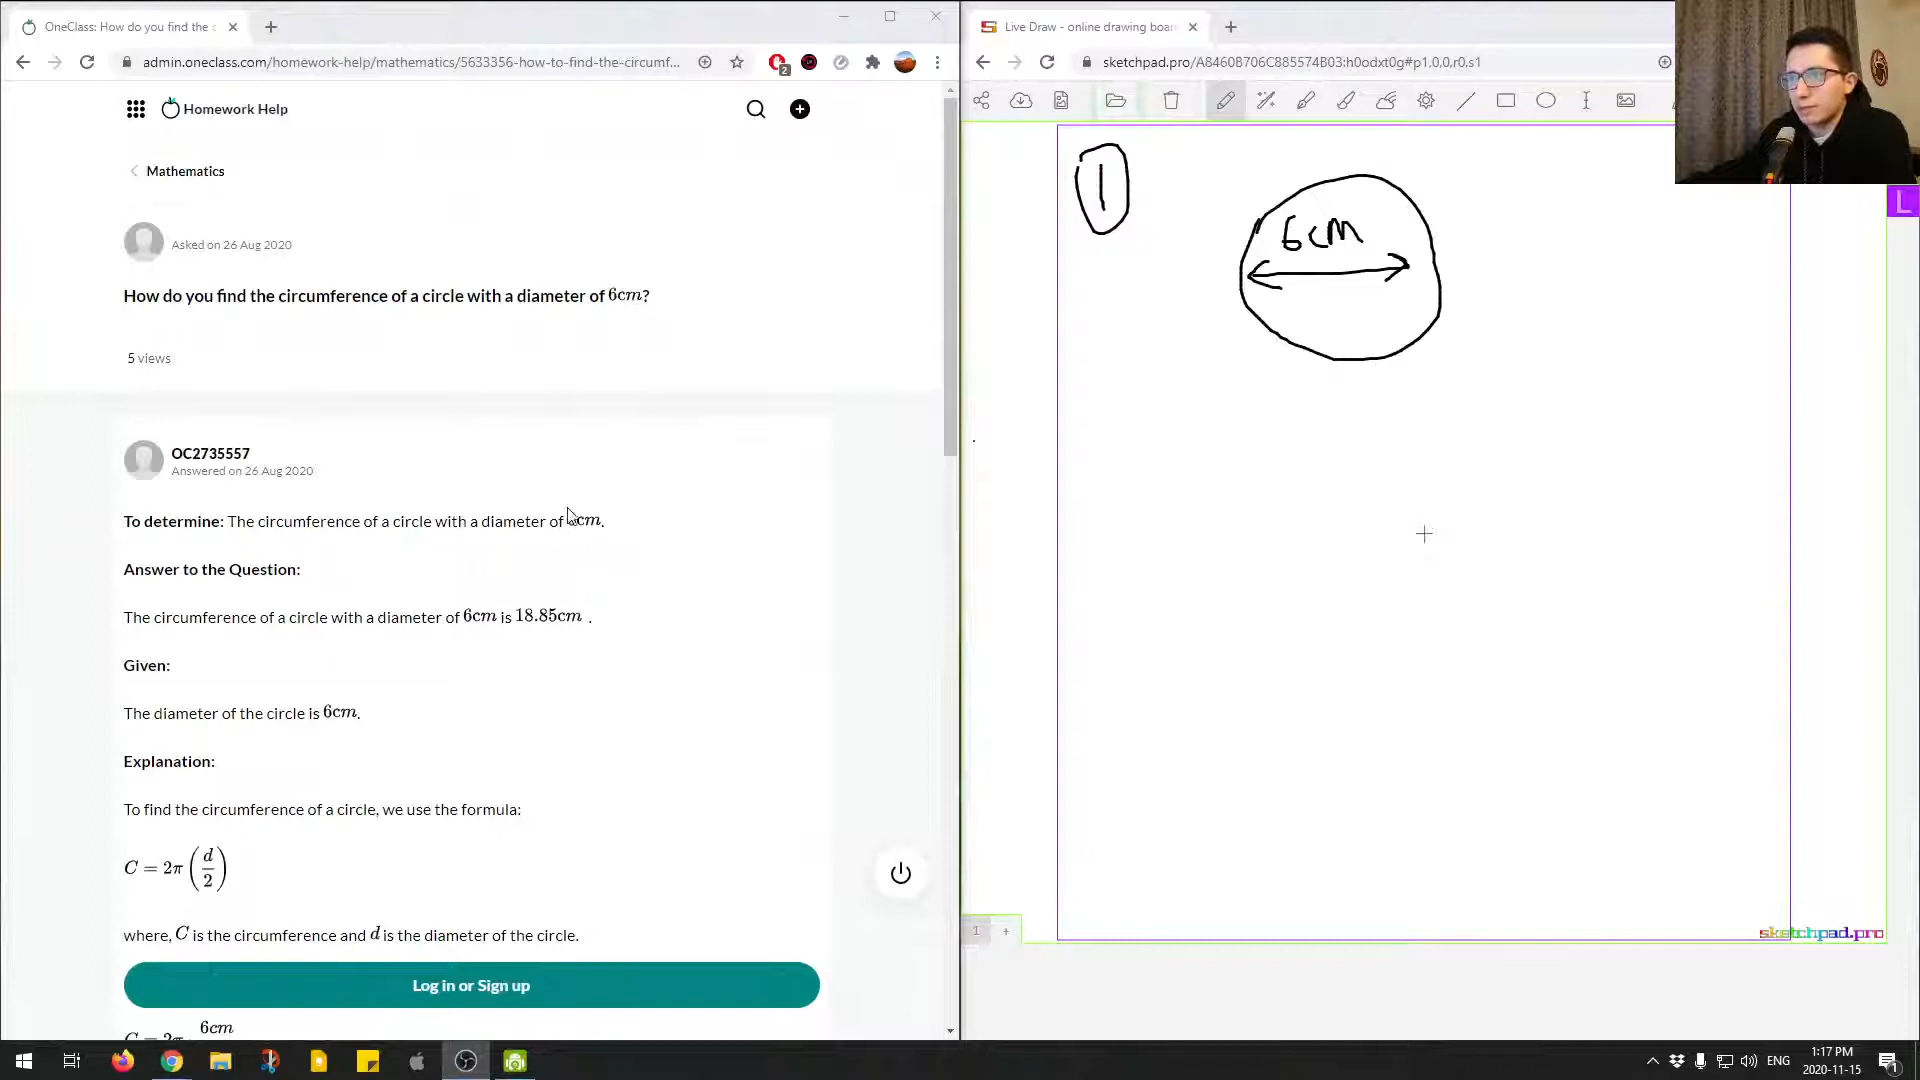 OneClass: How do you find the c
admin.oneclass.com/homework-help/mathematics/5633356-how-to-find-the-circumf...
2
Homework Help
Mathematics
Asked on 26 Aug 2020
How do you find the circumference of a circle with a diameter of 6cm?
5 views
OC2735557
Answered on 26 Aug 2020
To determine: The circumference of a circle with a diameter of cm.
Answer to the Question:
The circumference of a circle with a diameter of 6cm is 18.85cm .
Given:
The diameter of the circle is 6cm.
Explanation:
To find the circumference of a circle, we use the formula:
C = 2π (d/2)
where, C is the circumference and d is the diameter of the circle.
Log in or Sign up
6cm
Live Draw - online drawing boar
sketchpad.pro/A8460B706C885574B03:h0odxt0g#p1,0,0,r0,s1
L
1
6cm
1 +
sketchpad.pro
ENG
1:17 PM
2020-11-15
1